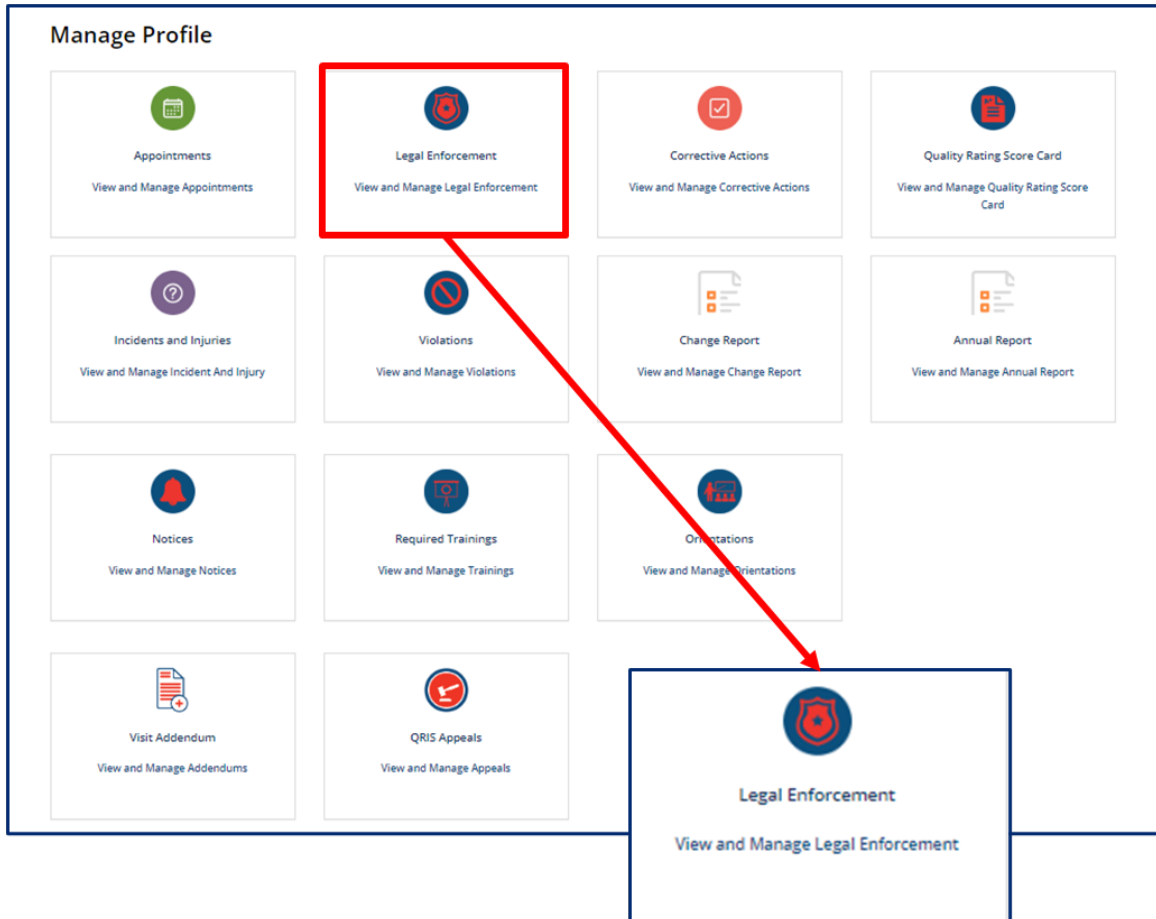 Manage Profile
Appointments
View and Manage Appointments
Legal Enforcement
View and Manage Legal Enforcement
Corrective Actions
View and Manage Corrective Actions
Quality Rating Score Card
View and Manage Quality Rating Score
Card
Incidents and Injuries
View and Manage Incident And Injury
Violations
View and Manage Violations
Change Report
View and Manage Change Report
Annual Report
View and Manage Annual Report
Notices
View and Manage Notices
Required Trainings
View and Manage Trainings
Orientations
View and Manage Orientations
Visit Addendum
View and Manage Addendums
QRIS Appeals
View and Manage Appeals
Legal Enforcement
View and Manage Legal Enforcement